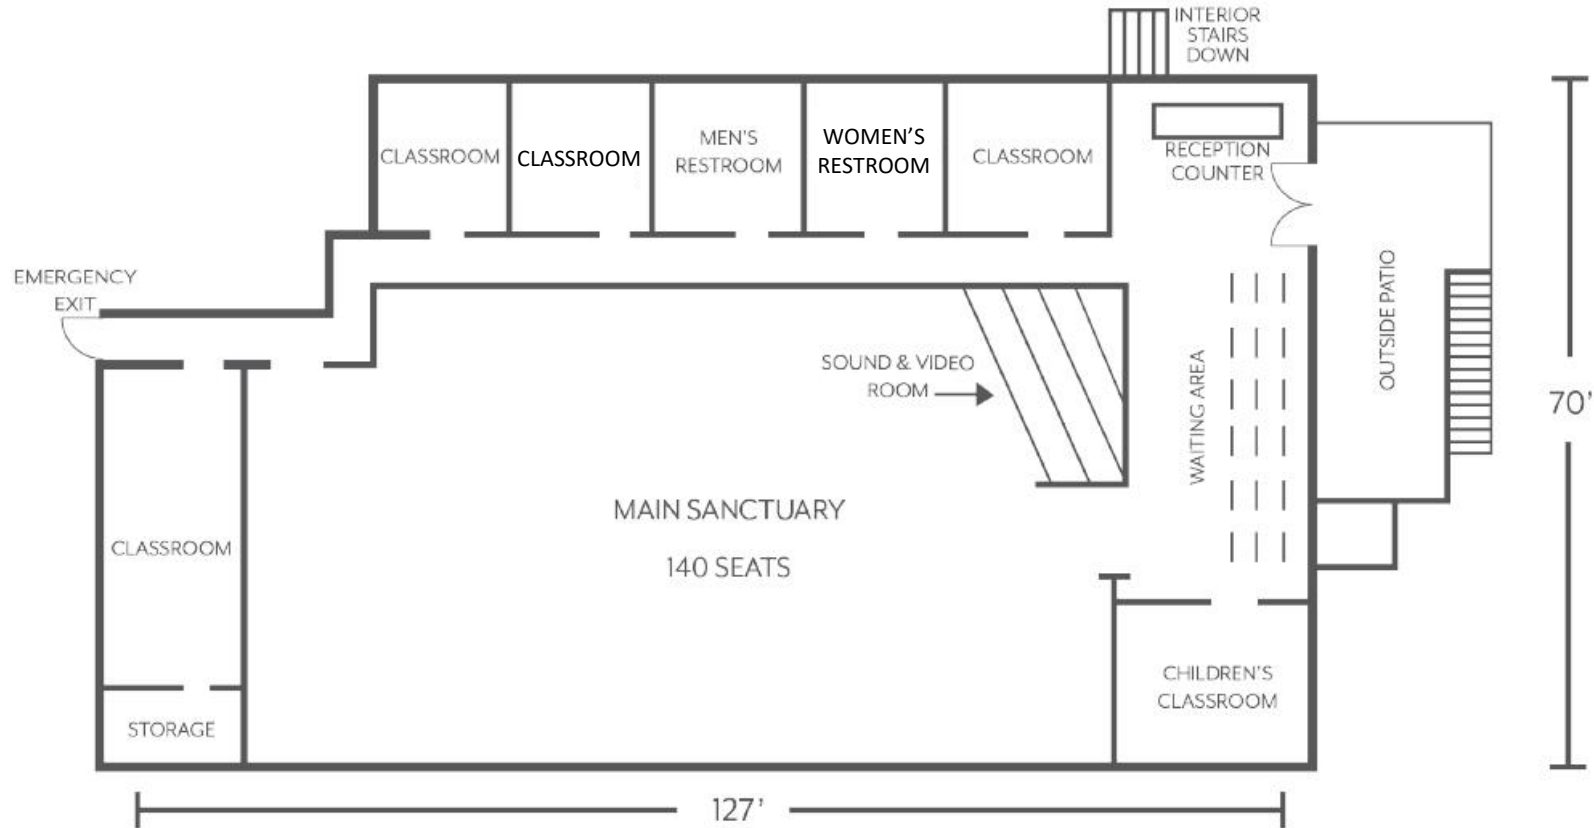 INTERIOR
STAIRS
DOWN
CLASSROOM
CLASSROOM
MEN'S
RESTROOM
WOMEN’S
RESTROOM
CLASSROOM
RECEPTION
COUNTER
EMERGENCY
EXIT
SOUND & VIDEO
ROOM
WAITING AREA
OUTSIDE PATIO
70'
MAIN SANCTUARY
140 SEATS
CLASSROOM
STORAGE
CHILDREN'S
CLASSROOM
127'